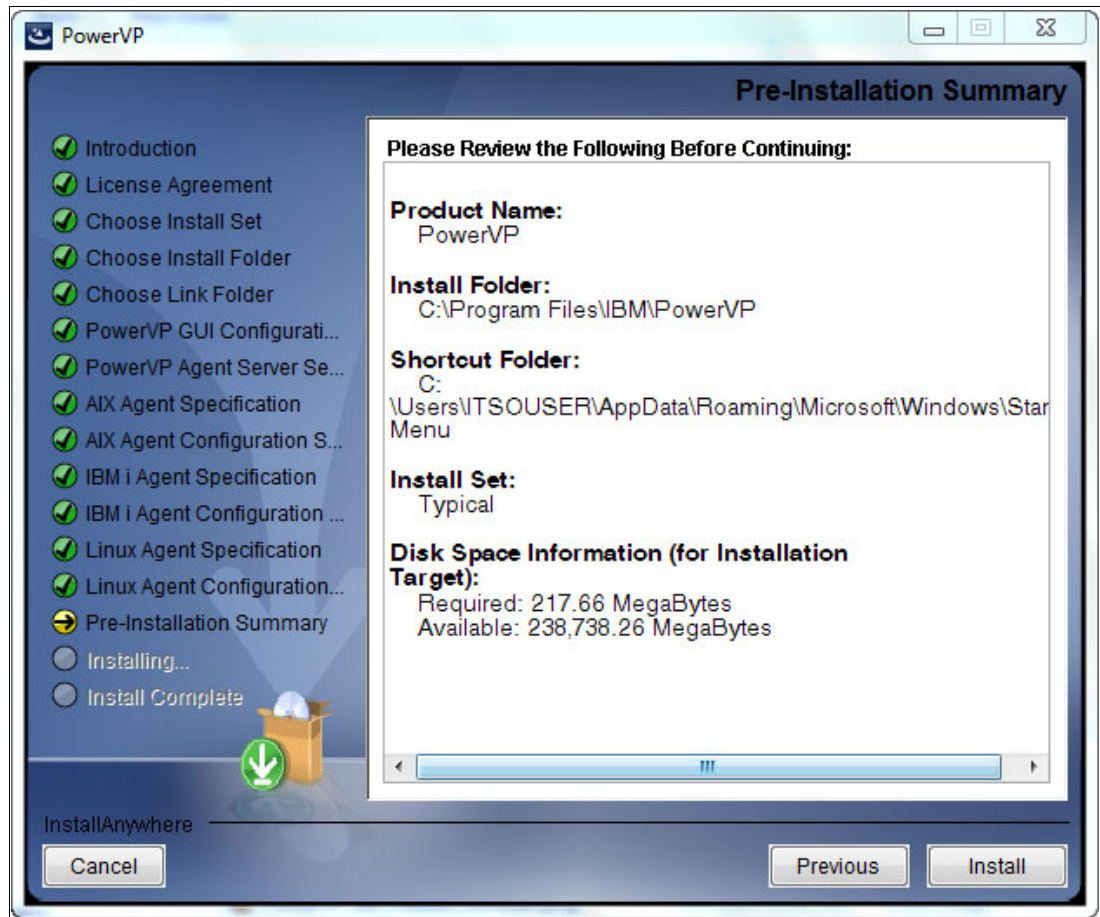 PowerVP
Pre-Installation Summary
Introduction
License Agreement
Choose Install Set
Choose Install Folder
Choose Link Folder
PowerVP GUI Configurati...
PowerVP Agent Server Se...
AIX Agent Specification
AIX Agent Configuration S...
IBM i Agent Specification
IBM i Agent Configuration ...
Linux Agent Specification
Linux Agent Configuration...
Pre-Installation Summary
Installing...
Install Complete
Please Review the Following Before Continuing:
Product Name:
PowerVP
Install Folder:
C:\Program Files\IBM\PowerVP
Shortcut Folder:
C:
\Users\ITSOUSER\AppData\Roaming\Microsoft\Windows\Star
Menu
Install Set:
Typical
Disk Space Information (for Installation
Target):
Required: 217.66 MegaBytes
Available: 238,738.26 MegaBytes
InstallAnywhere
Cancel
Previous
Install